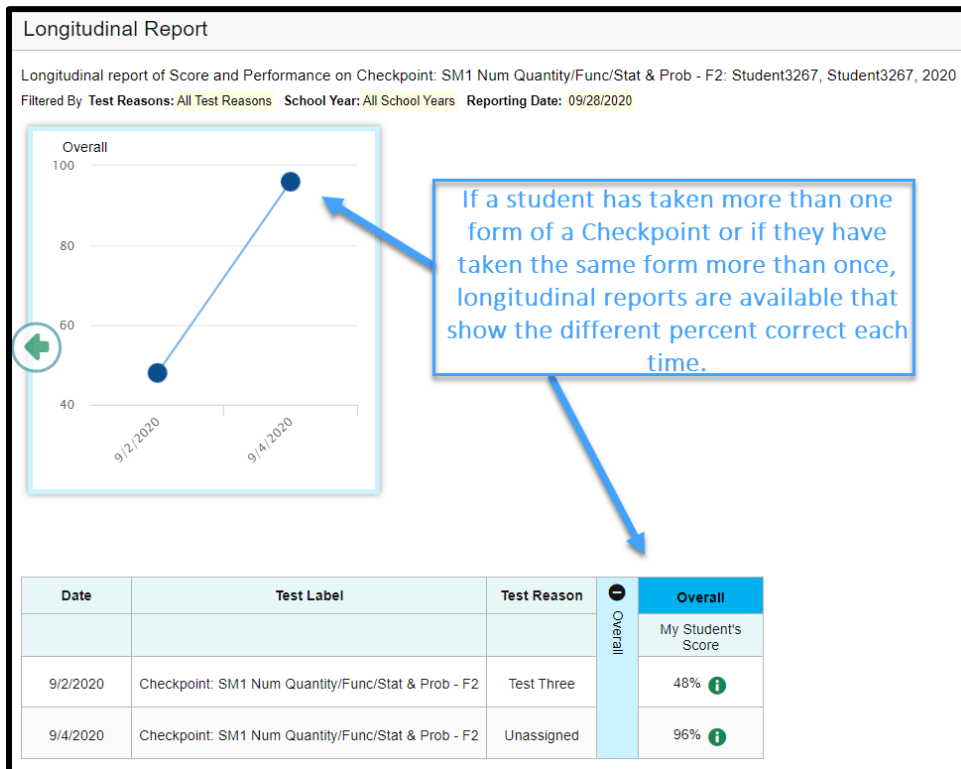 Longitudinal Report
Longitudinal report of Score and Performance on Checkpoint: SM1 Num Quantity/Func/Stat & Prob - F2: Student3267, Student3267, 2020
Filtered By Test Reasons: All Test Reasons School Year: All School Years Reporting Date: 09/28/2020
Overall
100
80
60
40
9/2/2020
9/4/2020
If a student has taken more than one
form of a Checkpoint or if they have
taken the same form more than once,
longitudinal reports are available that
show the different percent correct each
time.
Date Test Label Test Reason Overall Overall
My Student's
Score
9/2/2020 Checkpoint: SM1 Num Quantity/Func/Stat & Prob - F2 Test Three 48%
9/4/2020 Checkpoint: SM1 Num Quantity/Func/Stat & Prob - F2 Unassigned 96%